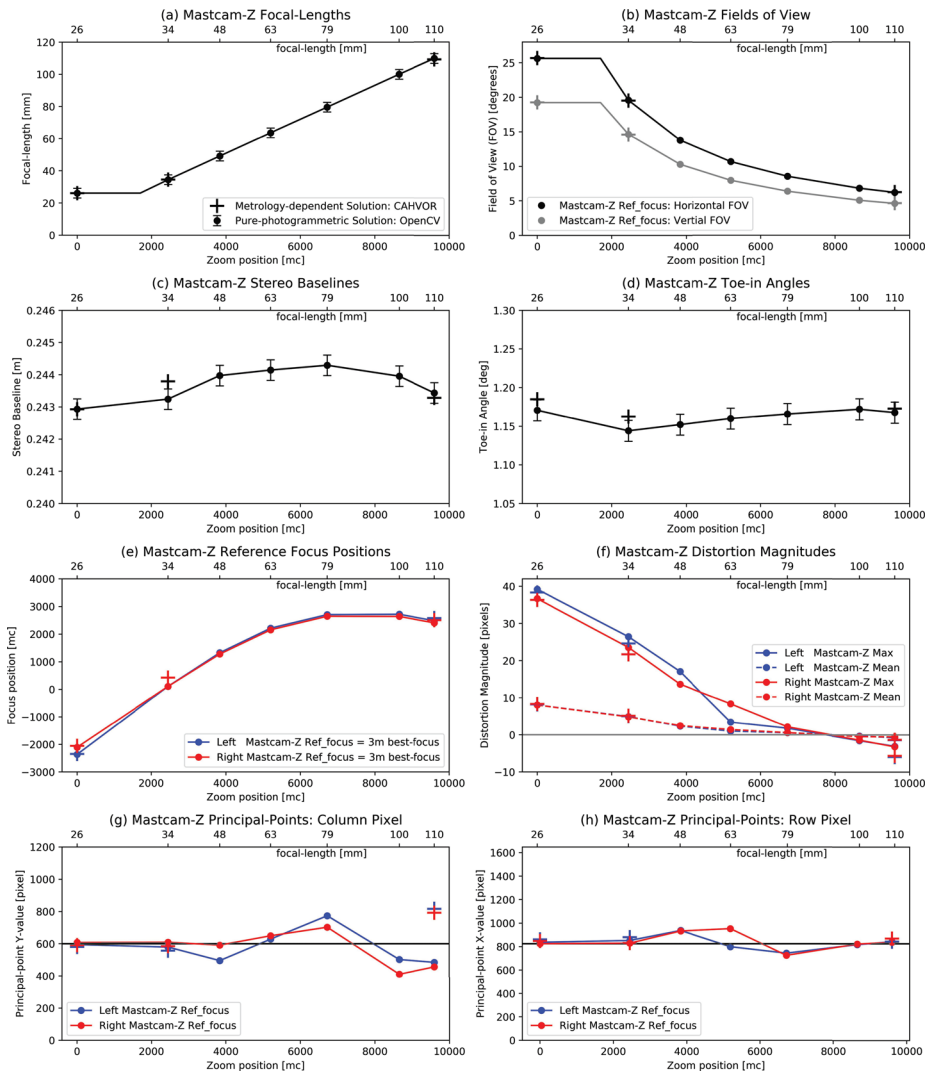 (a) Mastcam-Z Focal-Lengths
26 34 48 63 79 100 110
focal-length [mm]
120
100
80
60
40
20
0
Focal-length [mm]
Metrology-dependent Solution: CAHVOR
Pure-photogrammetric Solution: OpenCV
0 2000 4000 6000 8000 10000
Zoom position [mc]
(b) Mastcam-Z Fields of View
26 34 48 63 79 100 110
focal-length [mm]
25
20
15
10
5
0
Field of View (FOV) [degrees]
Mastcam-Z Ref_focus: Horizontal FOV
Mastcam-Z Ref_focus: Vertial FOV
0 2000 4000 6000 8000 10000
Zoom position [mc]
(c) Mastcam-Z Stereo Baselines
26 34 48 63 79 100 110
focal-length [mm]
0.246
0.245
0.244
0.243
0.242
0.241
0.240
Stereo Baseline [m]
0 2000 4000 6000 8000 10000
Zoom position [mc]
(d) Mastcam-Z Toe-in Angles
26 34 48 63 79 100 110
focal-length [mm]
1.30
1.25
1.20
1.15
1.10
1.05
Toe-in Angle [deg]
0 2000 4000 6000 8000 10000
Zoom position [mc]
(e) Mastcam-Z Reference Focus Positions
26 34 48 63 79 100 110
focal-length [mm]
4000
3000
2000
1000
0
−1000
−2000
−3000
Focus position [mc]
Left Mastcam-Z Ref_focus = 3m best-focus
Right Mastcam-Z Ref_focus = 3m best-focus
0 2000 4000 6000 8000 10000
Zoom position [mc]
(f) Mastcam-Z Distortion Magnitudes
26 34 48 63 79 100 110
focal-length [mm]
40
30
20
10
0
−10
Distortion Magnitude [pixels]
Left Mastcam-Z Max
Left Mastcam-Z Mean
Right Mastcam-Z Max
Right Mastcam-Z Mean
0 2000 4000 6000 8000 10000
Zoom position [mc]
(g) Mastcam-Z Principal-Points: Column Pixel
26 34 48 63 79 100 110
focal-length [mm]
1200
1000
800
600
400
200
0
Principal-point Y-value [pixel]
Left Mastcam-Z Ref_focus
Right Mastcam-Z Ref_focus
0 2000 4000 6000 8000 10000
Zoom position [mc]
(h) Mastcam-Z Principal-Points: Row Pixel
26 34 48 63 79 100 110
focal-length [mm]
1600
1400
1200
1000
800
600
400
200
0
Principal-point X-value [pixel]
Left Mastcam-Z Ref_focus
Right Mastcam-Z Ref_focus
0 2000 4000 6000 8000 10000
Zoom position [mc]